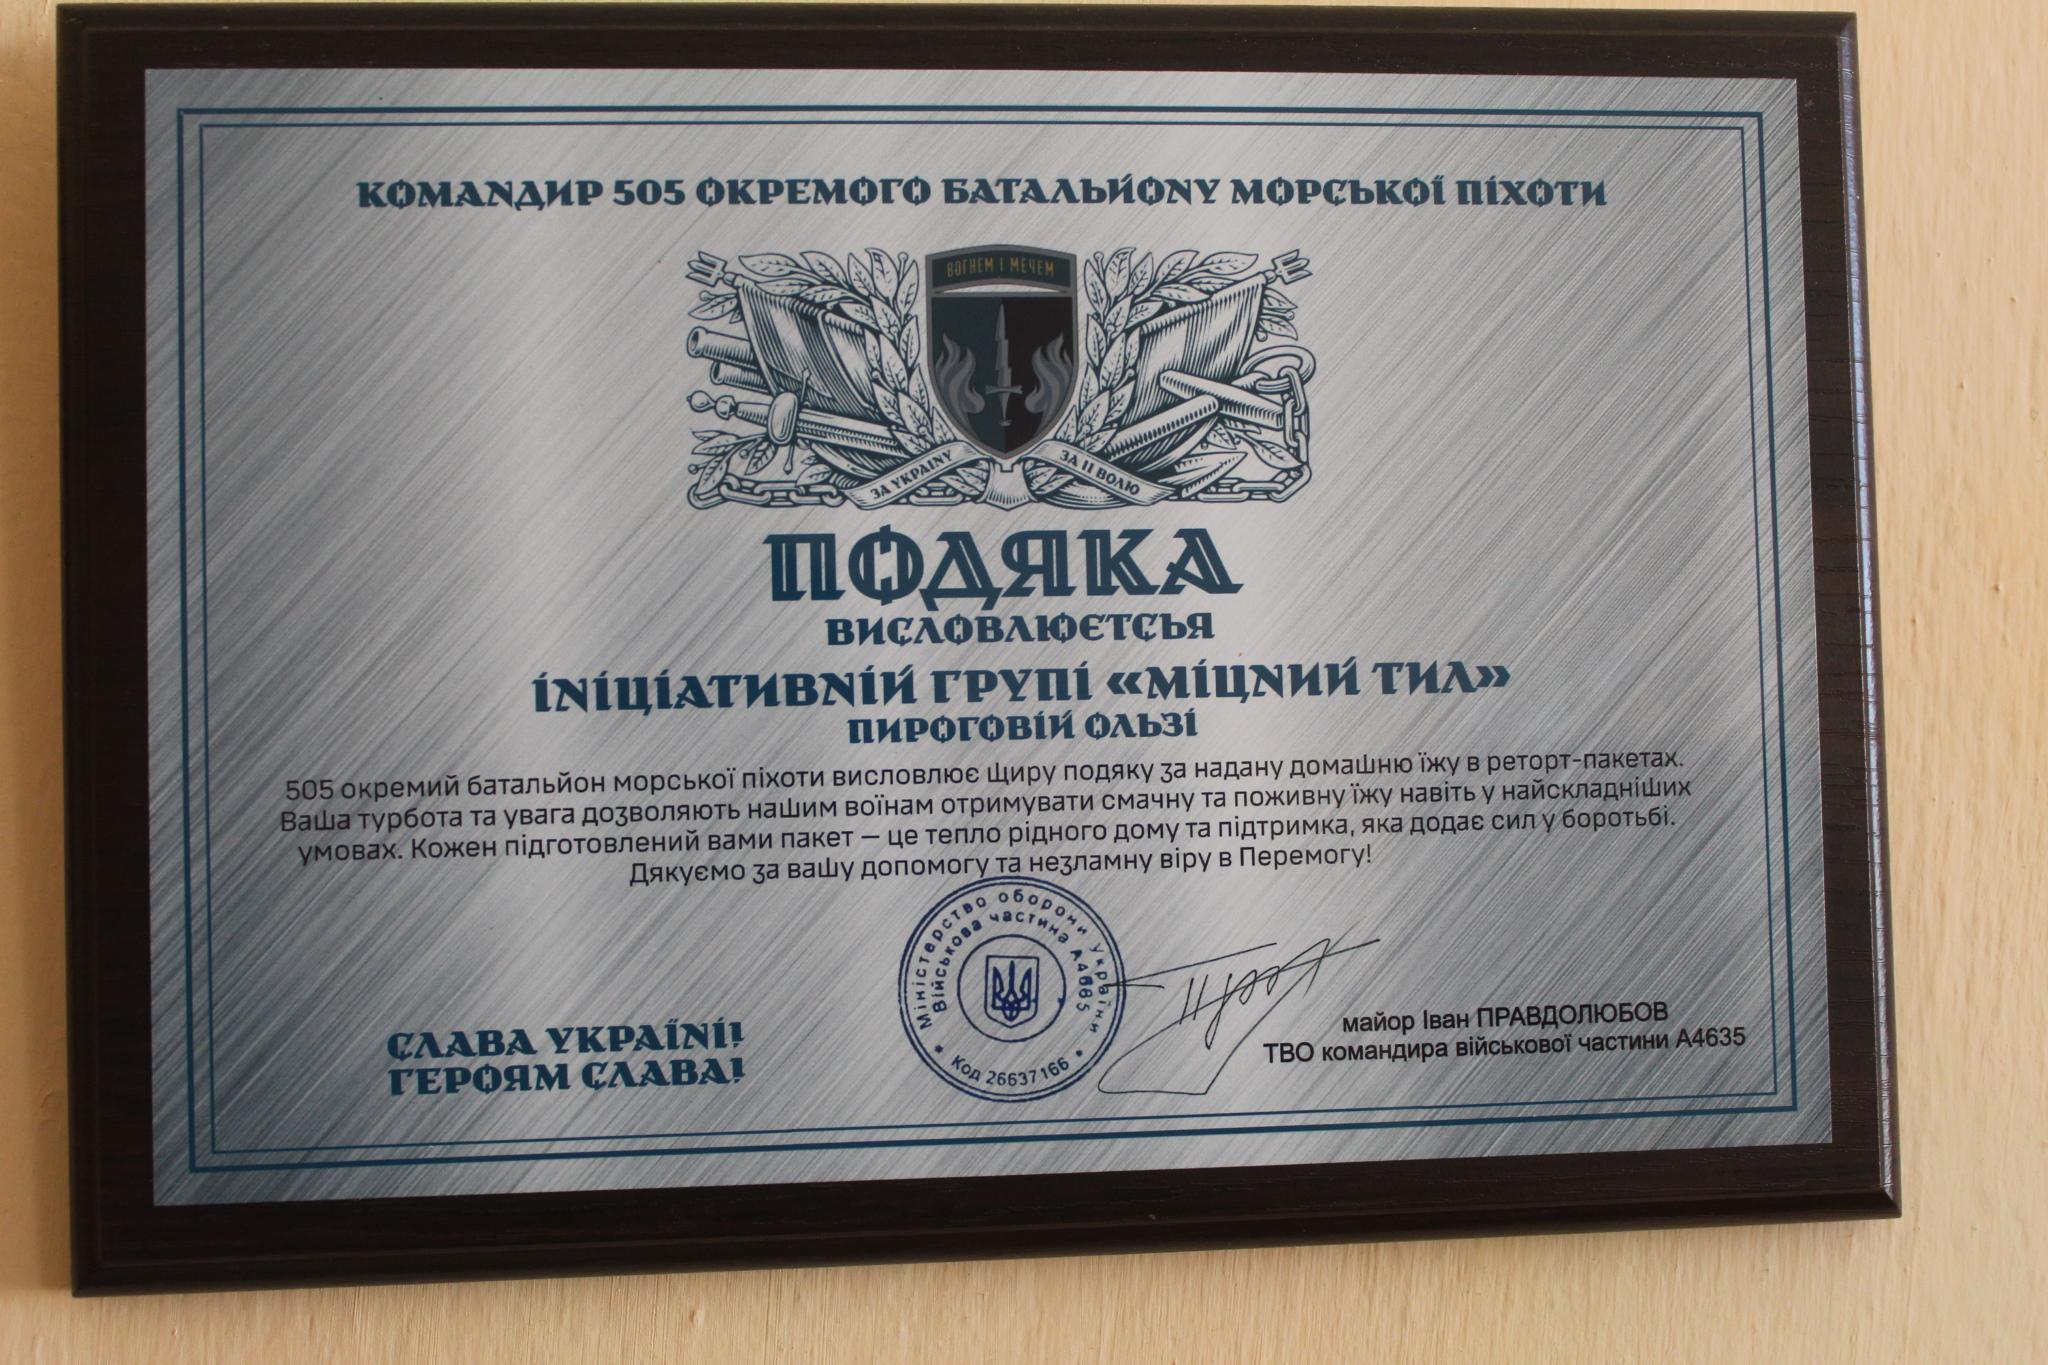 КОМАНДИР 505 ОКРЕМОГО БАТАЛЬЙОНУ МОРСЬКОЇ ПІХОТИ
ВОГНЕМ І МЕЧЕМ
ЗА УКРАЇНУ
ЗА ІІ ВОЛЮ
ПОДЯКА
ВИСЛОВЛЮЄТСЬЯ
ІНІЦІАТИВНІЙ ГРУПІ «МІЦНИЙ ТИЛ»
ПИРОГОВІЙ ОЛЬЗІ
505 окремий батальйон морської піхоти висловлює щиру подяку за надану домашню їжу в реторт-пакетах.
Ваша турбота та увага дозволяють нашим воїнам отримувати смачну та поживну їжу навіть у найскладніших
умовах. Кожен підготовлений вами пакет — це тепло рідного дому та підтримка, яка додає сил у боротьбі.
Дякуємо за вашу допомогу та незламну віру в Перемогу!
Міністерство оборони України
Військова частина
Код 26637166
майор Іван ПРАВДОЛЮБОВ
ТВО командира військової частини А4635
СЛАВА УКРАЇНІ!
ГЕРОЯМ СЛАВА!